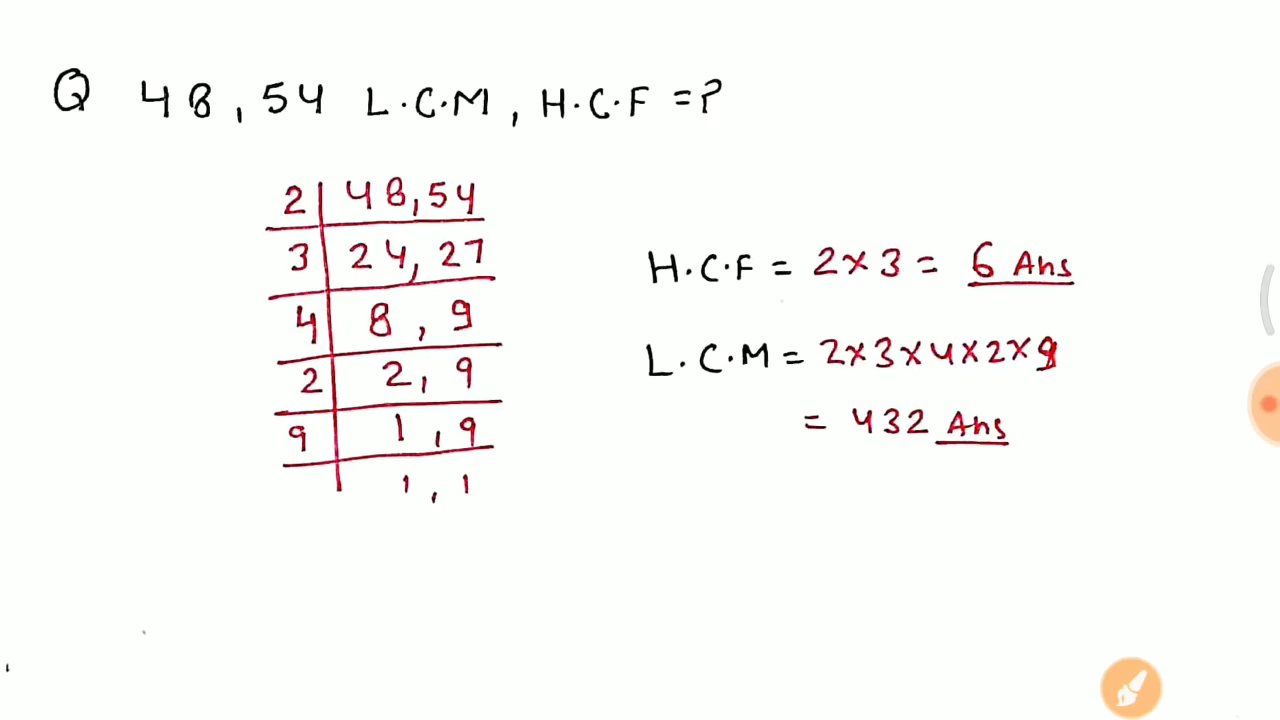 Q 48, 54 L.C.M, H.C.F = ?
2 | 48, 54
3 | 24, 27
4 | 8, 9
2 | 2, 9
9 | 1, 9
| 1, 1
H.C.F = 2×3 = 6 Ans
L.C.M = 2×3×4×2×9
= 432 Ans